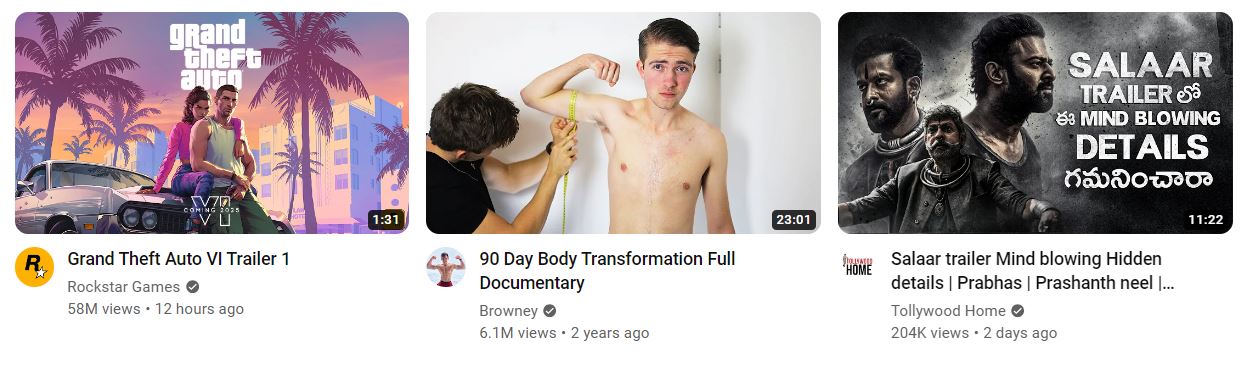 grand
theft
auto
VI
COMING 2025
1:31
R
Grand Theft Auto VI Trailer 1
Rockstar Games
58M views • 12 hours ago
23:01
90 Day Body Transformation Full
Documentary
Browney
6.1M views • 2 years ago
SALAAR
TRAILER లో
ఈ MIND BLOWING
DETAILS
గమనించారా
11:22
TOLLYWOOD
HOME
Salaar trailer Mind blowing Hidden
details | Prabhas | Prashanth neel |...
Tollywood Home
204K views • 2 days ago